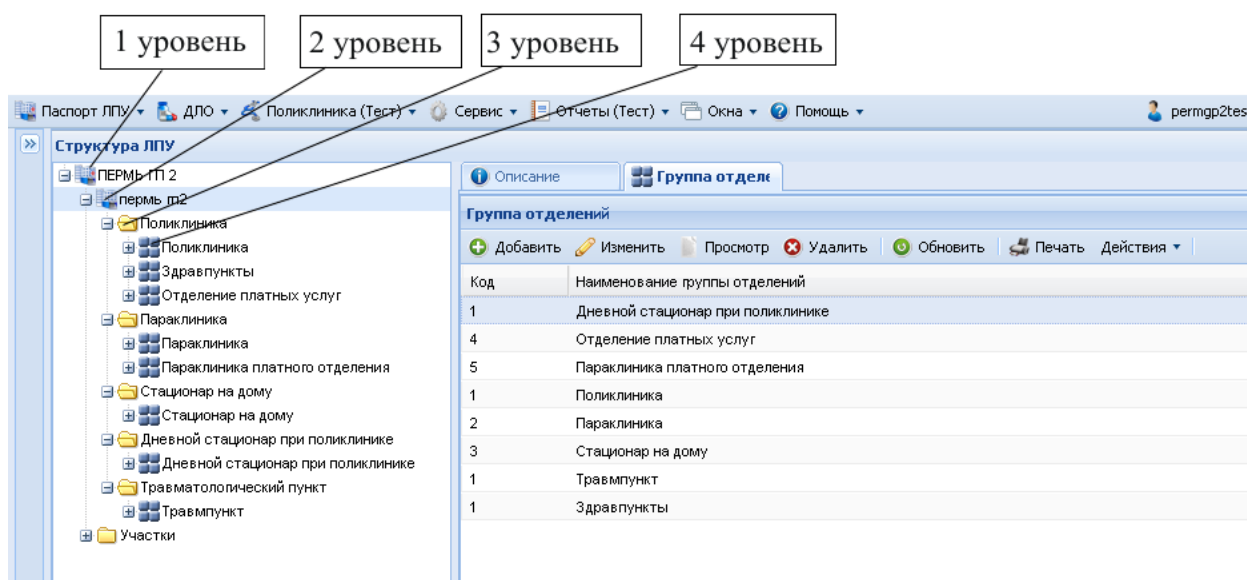 1 уровень 2 уровень 3 уровень 4 уровень
Паспорт ЛПУ ДЛО Поликлиника (Тест) Сервис Отчеты (Тест) Окна Помощь permgp2tes
Структура ЛПУ
ПЕРМЬ ГП 2
пермь гп2
Поликлиника
Поликлиника
Здравпункты
Отделение платных услуг
Параклиника
Параклиника
Параклиника платного отделения
Стационар на дому
Стационар на дому
Дневной стационар при поликлинике
Дневной стационар при поликлинике
Травматологический пункт
Травмпункт
Участки
Описание Группа отделе
Группа отделений
Добавить Изменить Просмотр Удалить Обновить Печать Действия
Код Наименование группы отделений
1 Дневной стационар при поликлинике
4 Отделение платных услуг
5 Параклиника платного отделения
1 Поликлиника
2 Параклиника
3 Стационар на дому
1 Травмпункт
1 Здравпункты